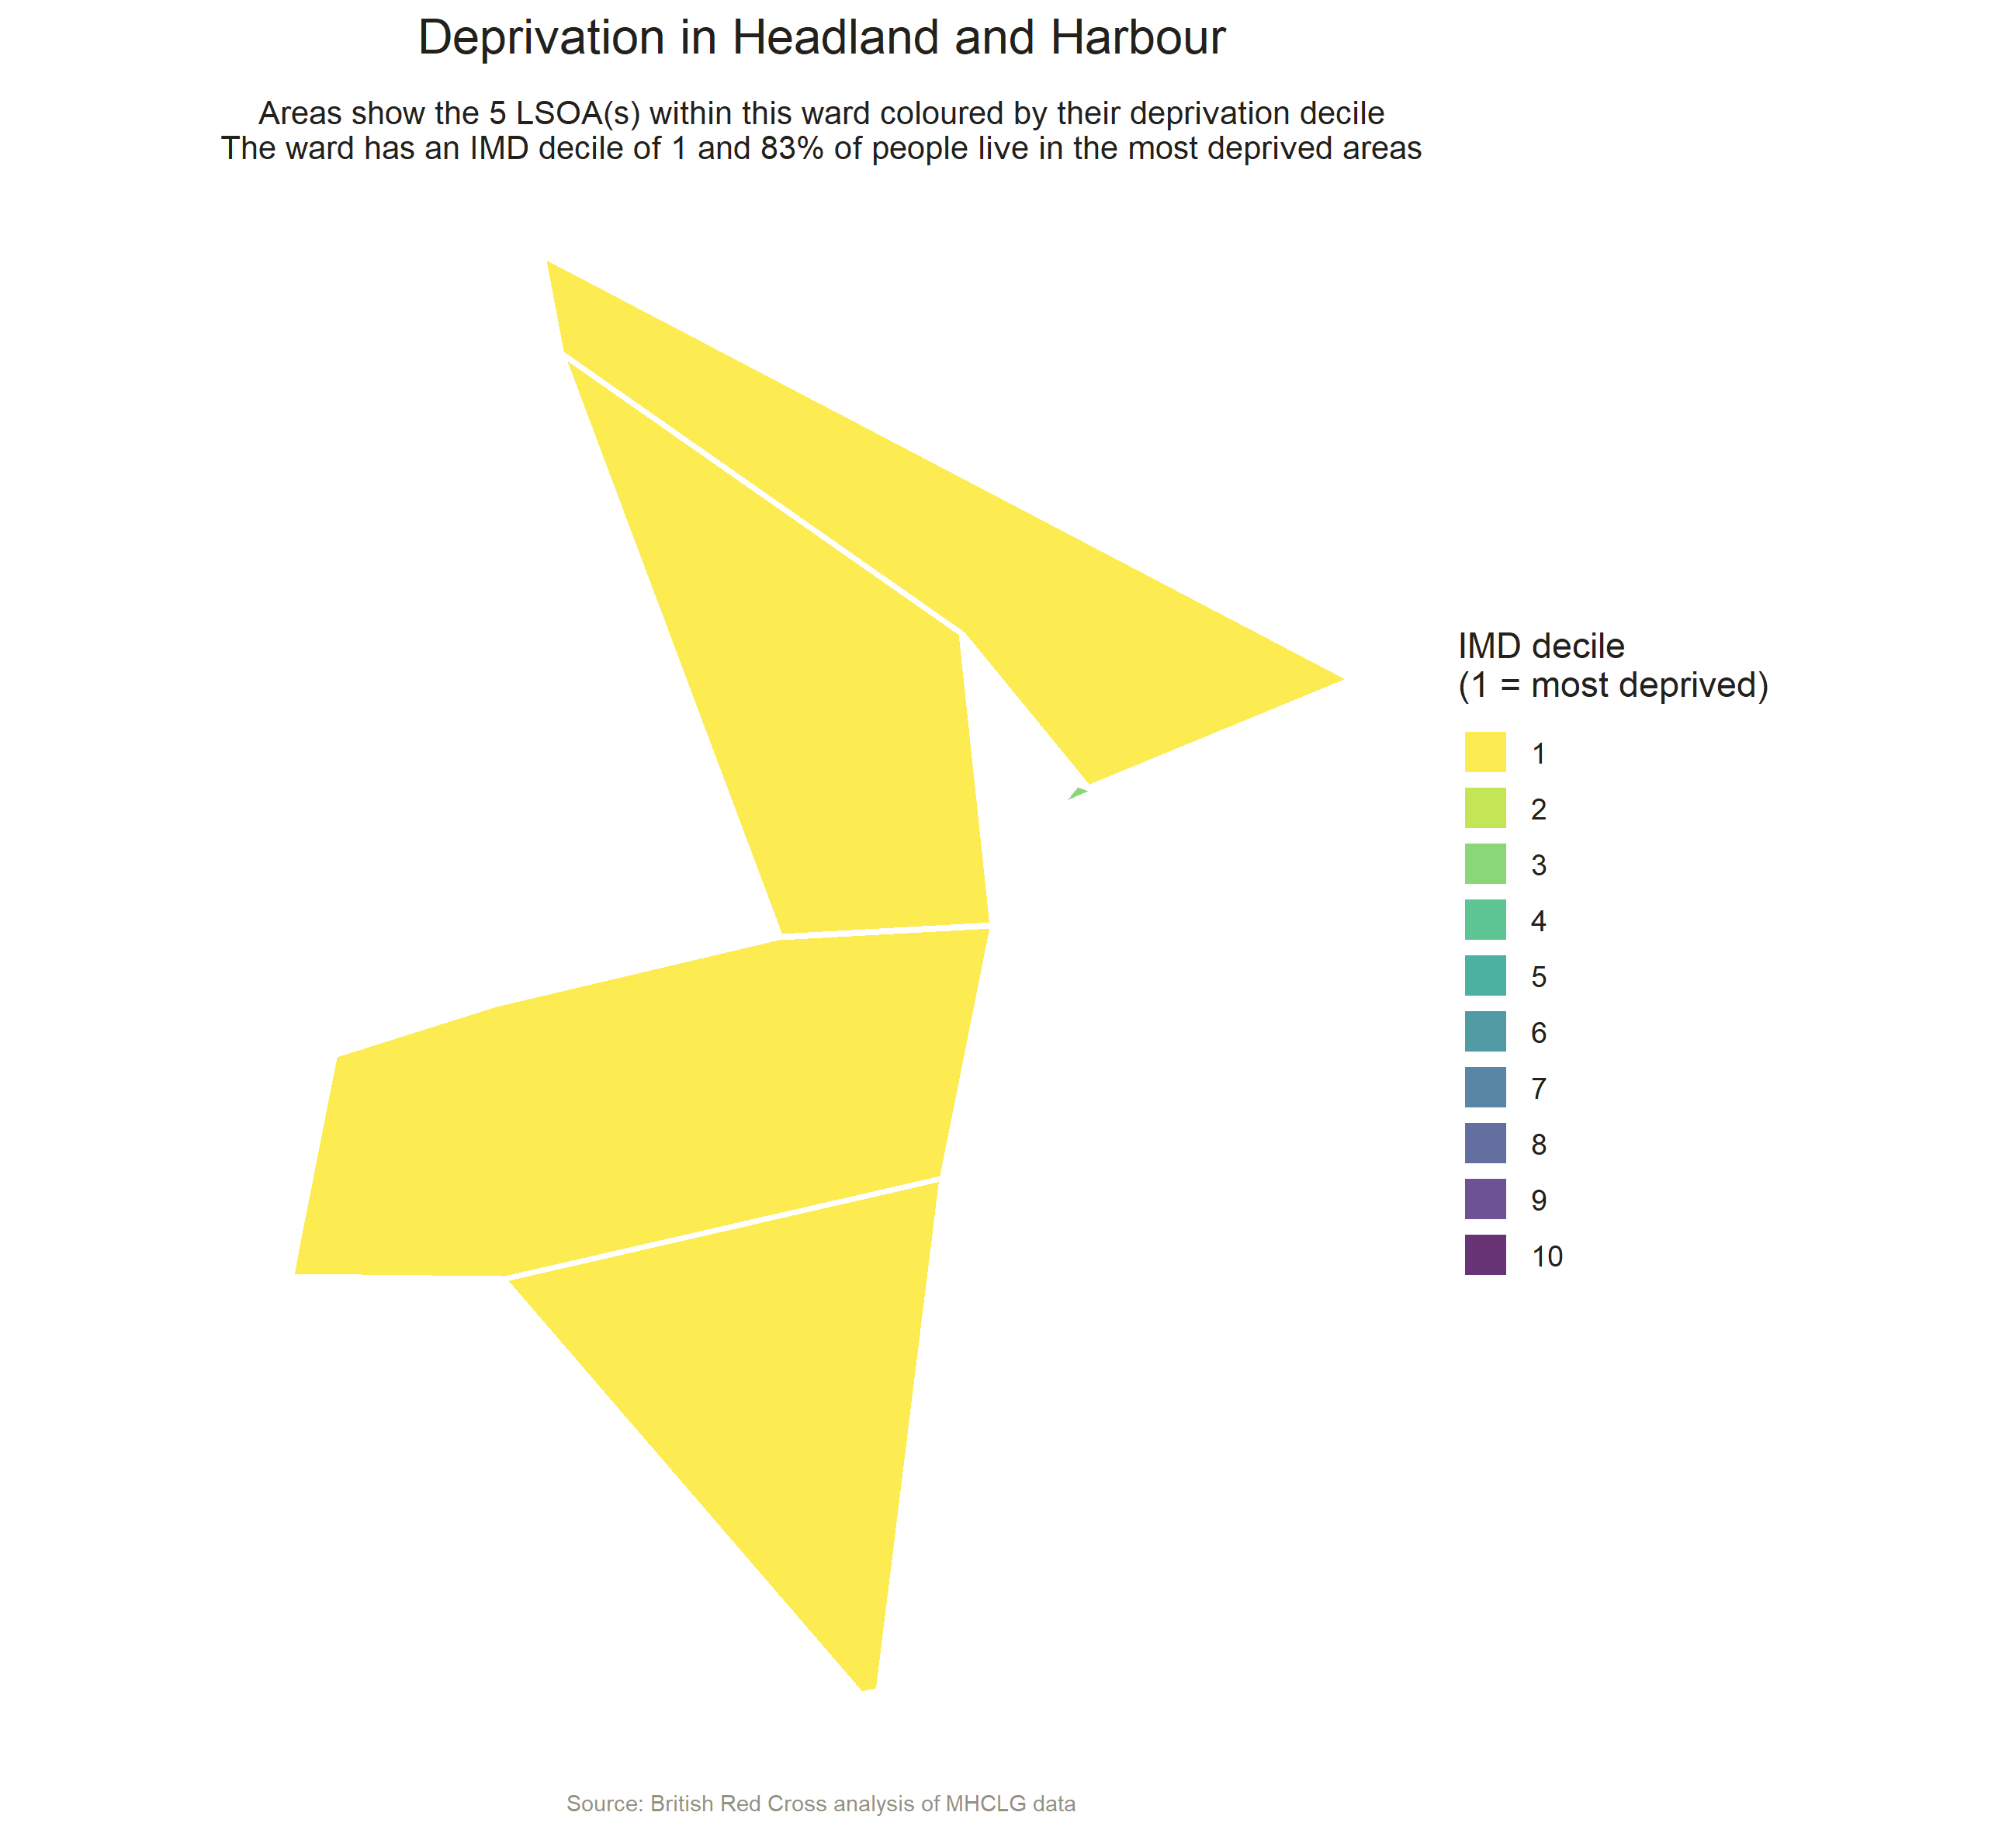 Deprivation in Headland and Harbour
Areas show the 5 LSOA(s) within this ward coloured by their deprivation decile
The ward has an IMD decile of 1 and 83% of people live in the most deprived areas
IMD decile
(1 = most deprived)
1
2
3
4
5
6
7
8
9
10
Source: British Red Cross analysis of MHCLG data